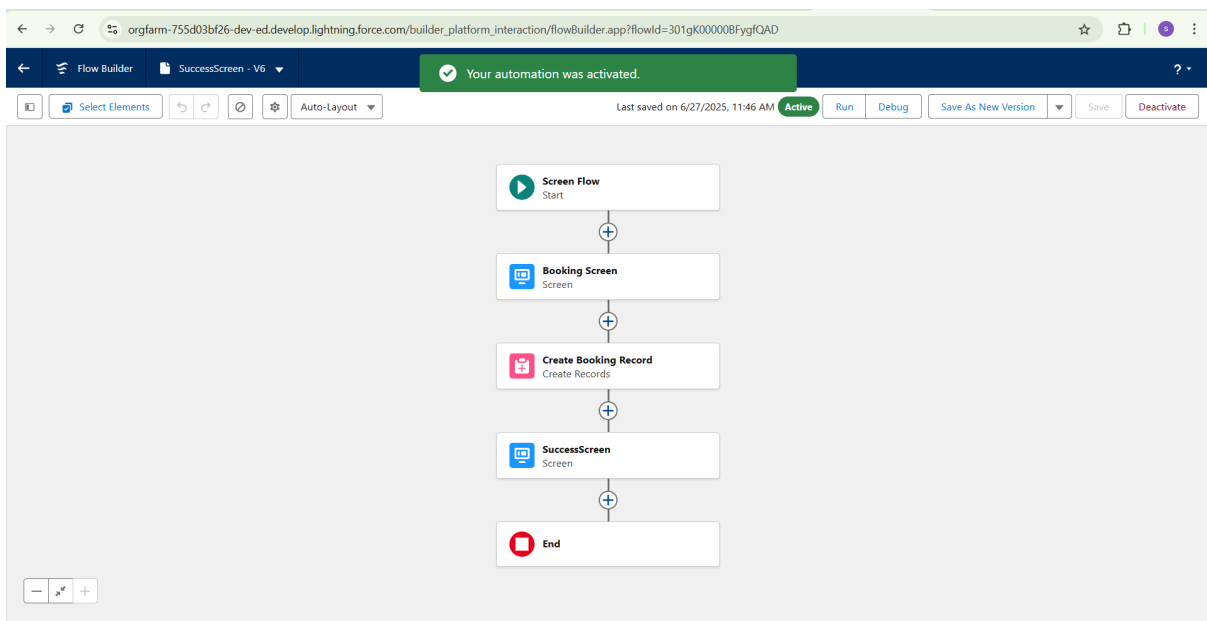 orgfarm-755d03bf26-dev-ed.develop.lightning.force.com/builder_platform_interaction/flowBuilder.app?flowId=301gK00000BFygfQAD
S
Flow Builder
SuccessScreen - V6
Your automation was activated.
?
Select Elements
Auto-Layout
Last saved on 6/27/2025, 11:46 AM
Active
Run
Debug
Save As New Version
Save
Deactivate
Screen Flow
Start
Booking Screen
Screen
Create Booking Record
Create Records
SuccessScreen
Screen
End